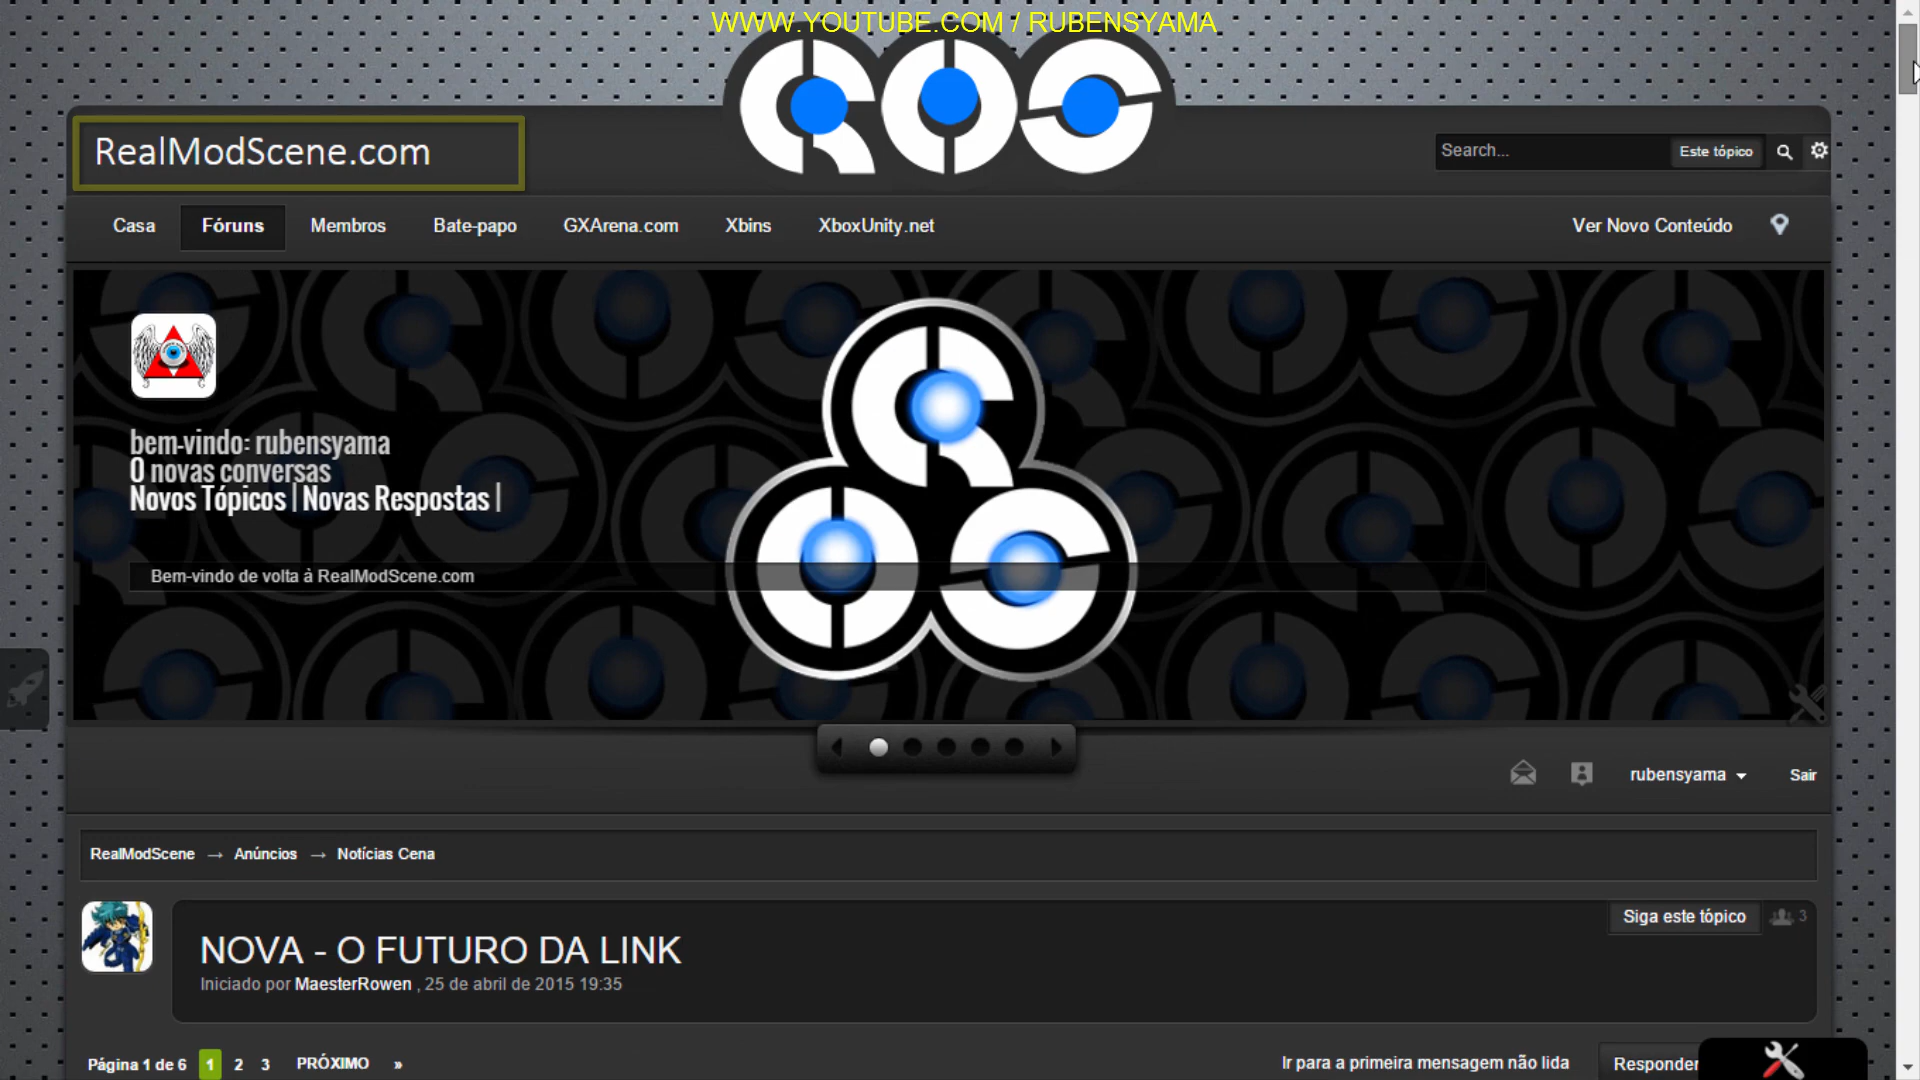 WWW.YOUTUBE.COM / RUBENSYAMA
RealModScene.com
Search...
Este tópico
Casa
Fóruns
Membros
Bate-papo
GXArena.com
Xbins
XboxUnity.net
Ver Novo Conteúdo
bem-vindo: rubensyama
0 novas conversas
Novos Tópicos | Novas Respostas |
Bem-vindo de volta à RealModScene.com
rubensyama
Sair
RealModScene → Anúncios → Notícias Cena
Siga este tópico
3
NOVA - O FUTURO DA LINK
Iniciado por MaesterRowen , 25 de abril de 2015 19:35
Página 1 de 6 1 2 3 PRÓXIMO »
Ir para a primeira mensagem não lida
Responder